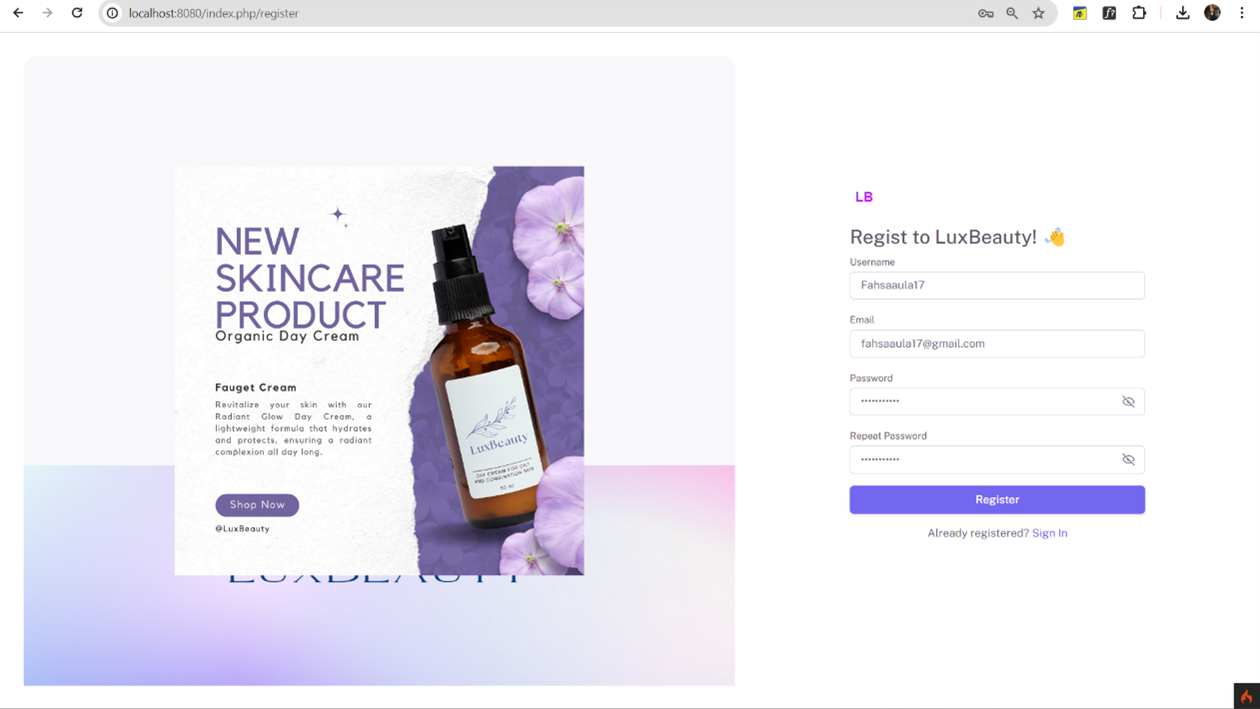 localhost:8080/index.php/register
NEW
SKINCARE
PRODUCT
Organic Day Cream
Fauget Cream
Revitalize your skin with our
Radiant Glow Day Cream, a
lightweight formula that hydrates
and protects, ensuring a radiant
complexion all day long.
Shop Now
@LuxBeauty
LuxBeauty
DAY CREAM FOR OILY
AND COMBINATION SKIN
50 ml
LUXBEAUTY
LB
Regist to LuxBeauty! 👋
Username
Fahsaaula17
Email
fahsaaula17@gmail.com
Password
•••••••••••
Repeat Password
•••••••••••
Register
Already registered? Sign In